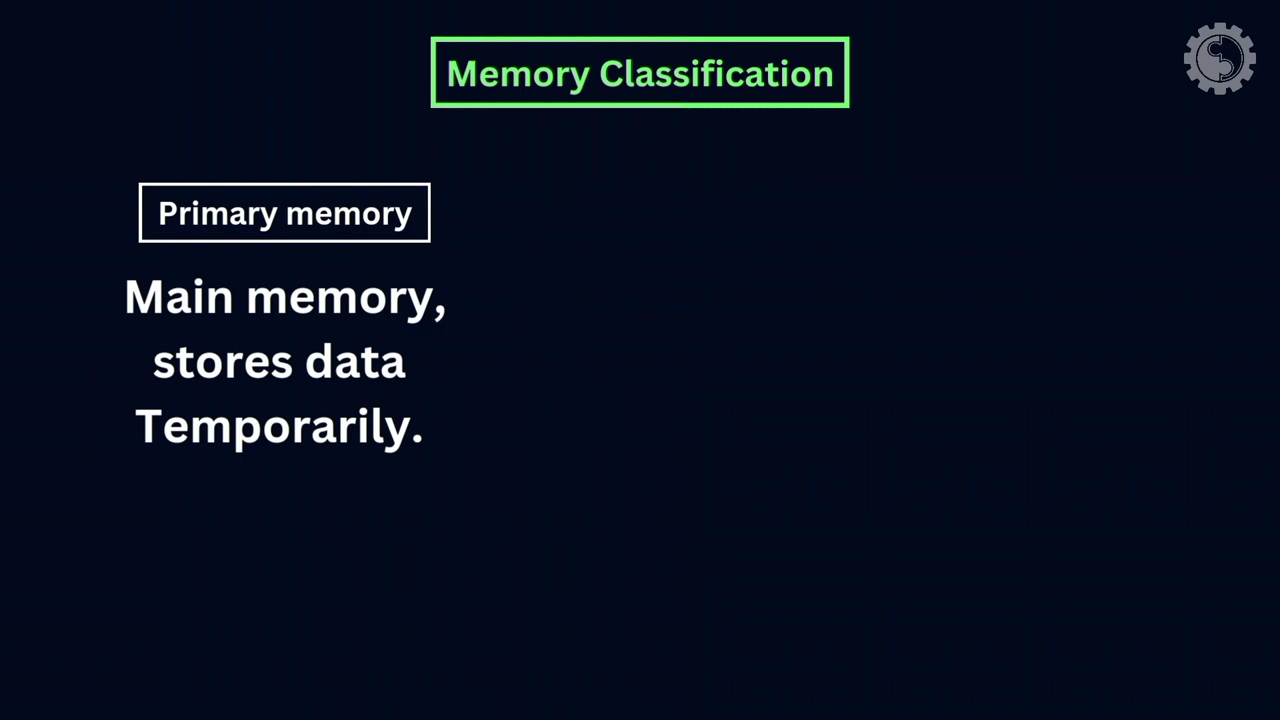 Memory Classification
Primary memory
Main memory,
stores data
Temporarily.